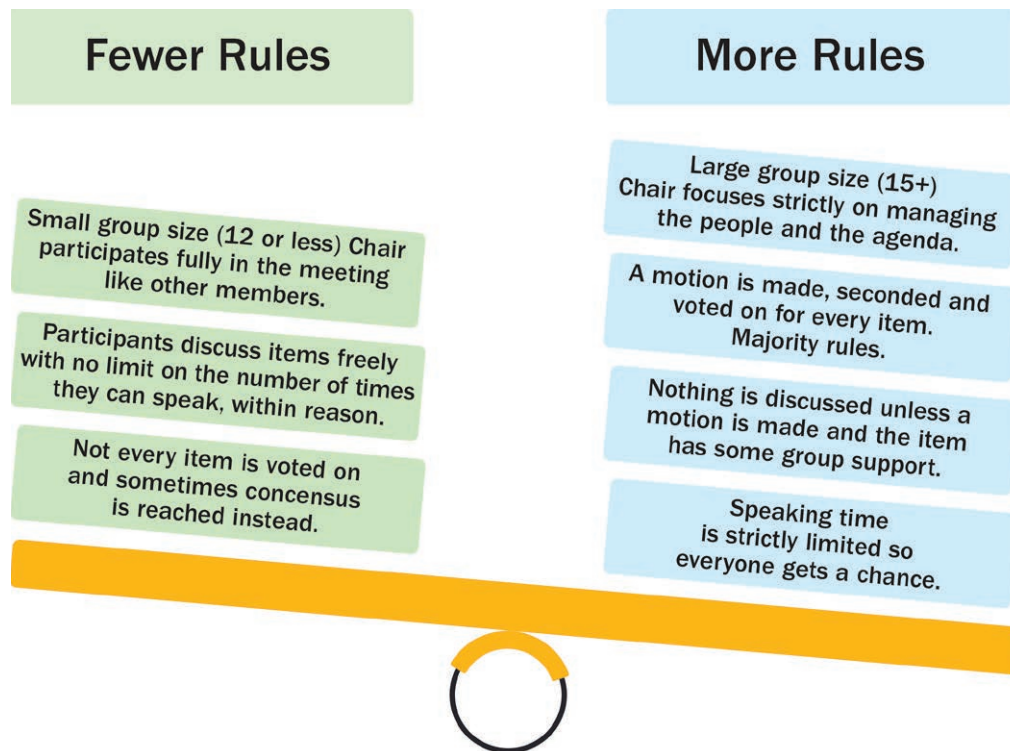 Fewer Rules
Small group size (12 or less) Chair
participates fully in the meeting
like other members.
Participants discuss items freely
with no limit on the number of times
they can speak, within reason.
Not every item is voted on
and sometimes concensus
is reached instead.
More Rules
Large group size (15+)
Chair focuses strictly on managing
the people and the agenda.
A motion is made, seconded and
voted on for every item.
Majority rules.
Nothing is discussed unless a
motion is made and the item
has some group support.
Speaking time
is strictly limited so
everyone gets a chance.